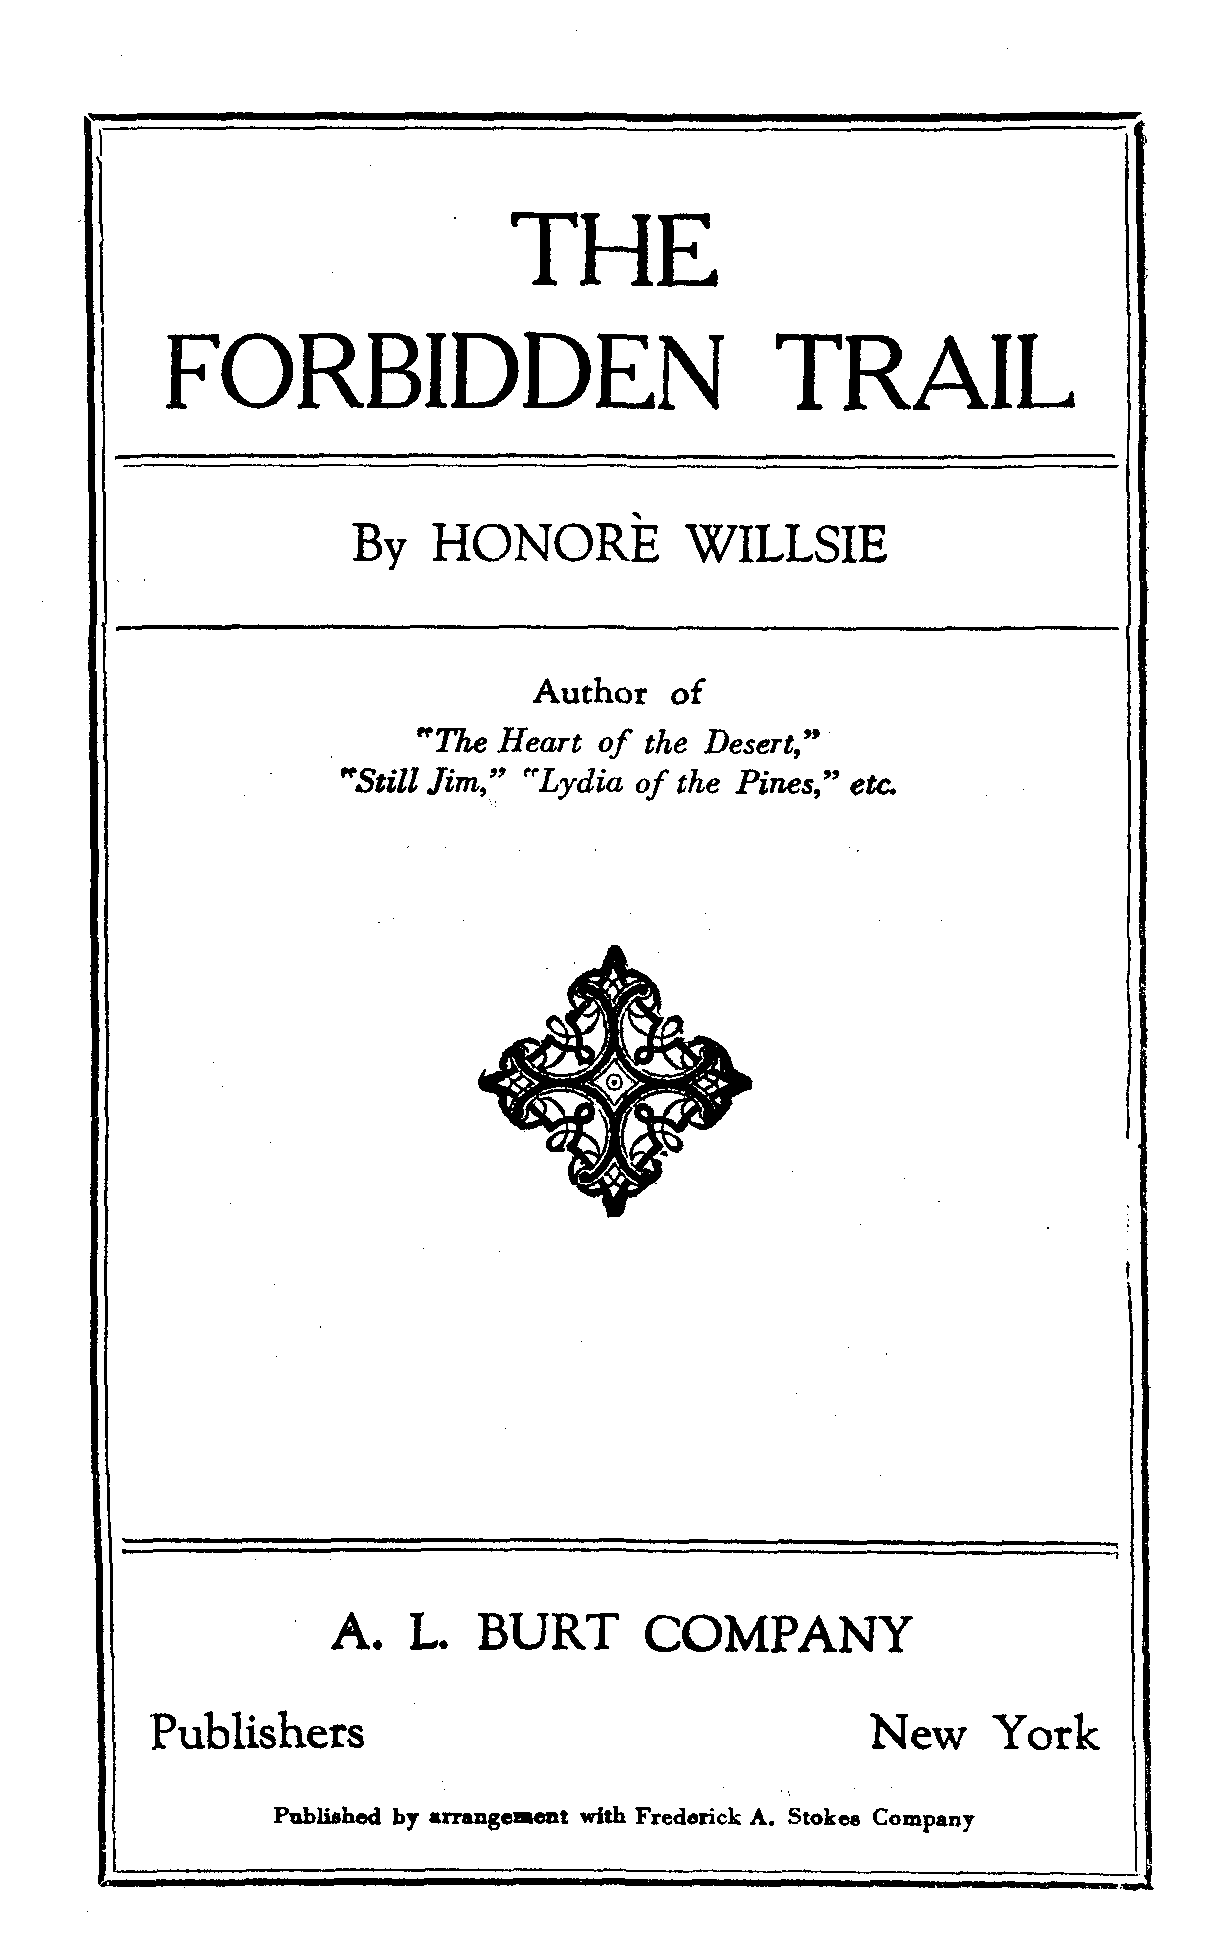 THE
FORBIDDEN TRAIL
By HONORÈ WILLSIE
Author of
"The Heart of the Desert,"
"Still Jim," "Lydia of the Pines," etc.
A. L. BURT COMPANY
Publishers New York
Published by arrangement with Frederick A. Stokes Company